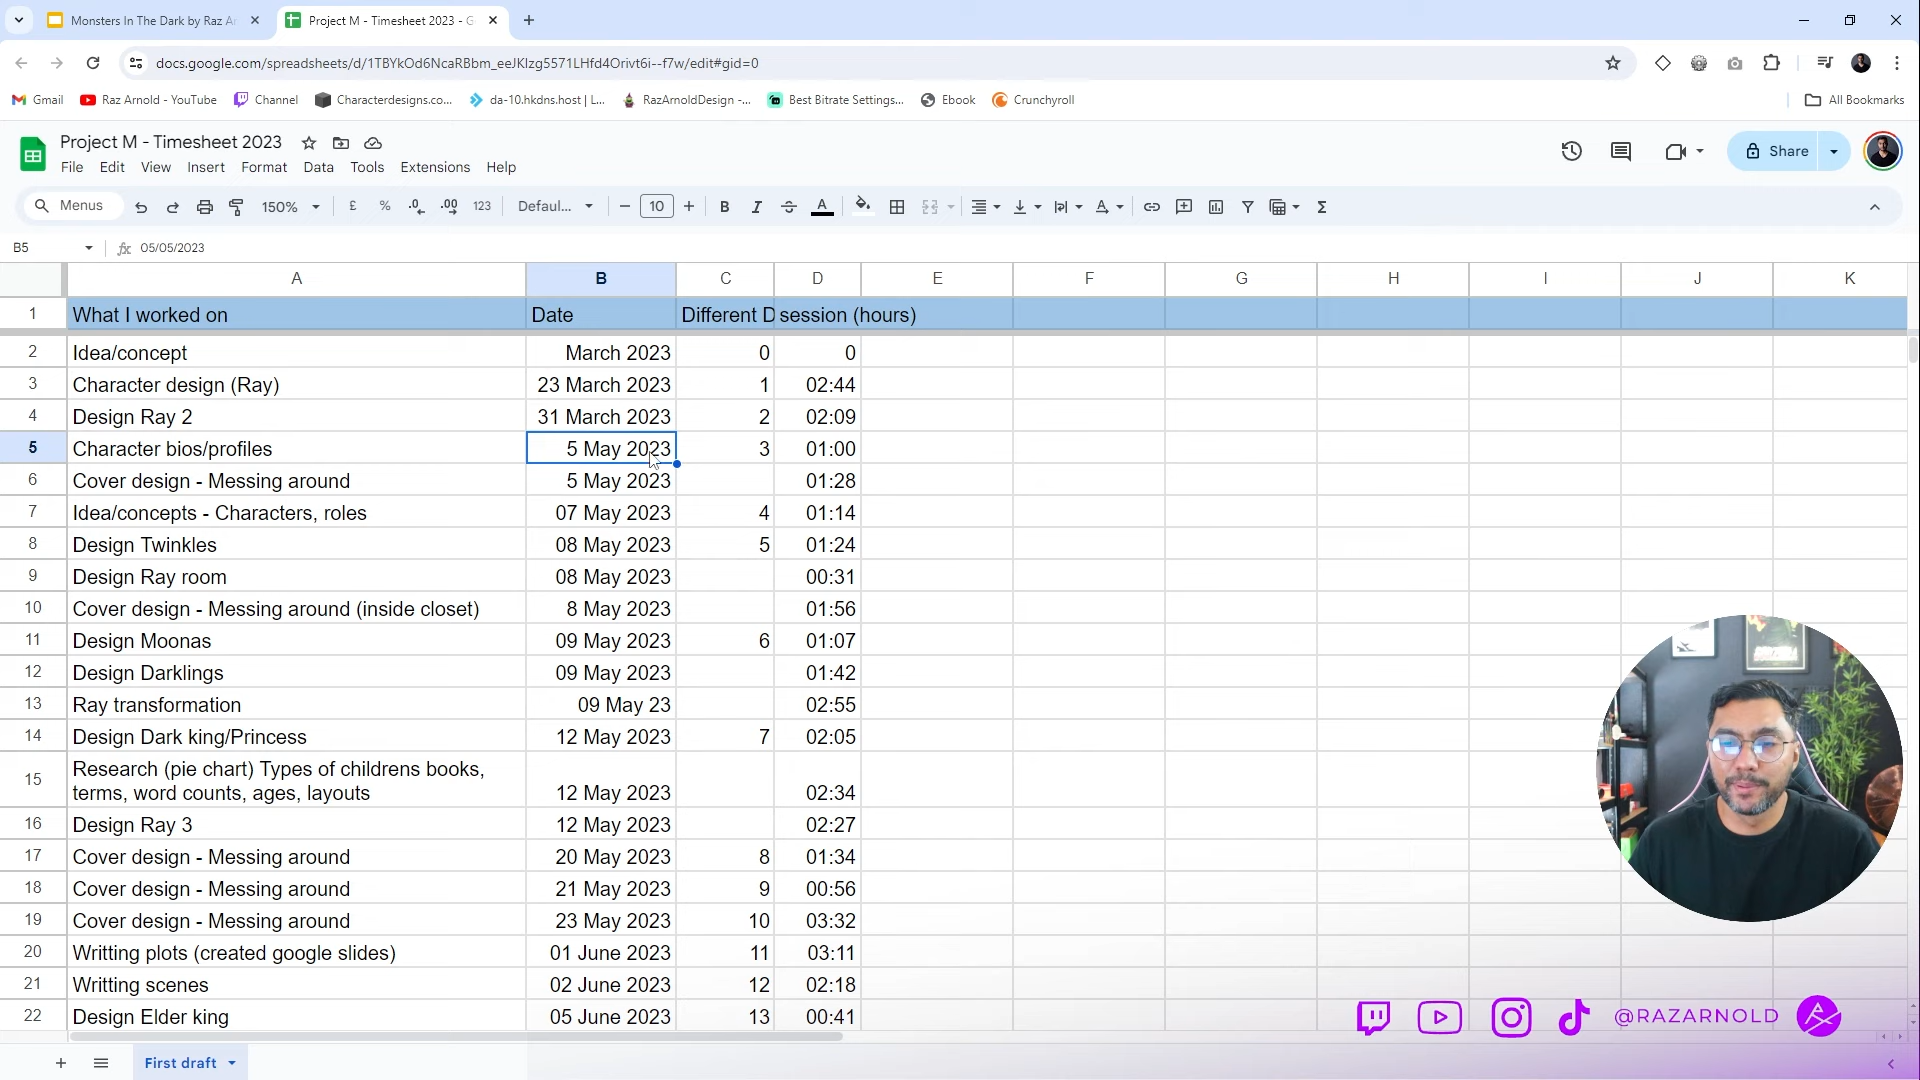 Monsters In The Dark by Raz Ar
Project M - Timesheet 2023 - G
docs.google.com/spreadsheets/d/1TBYkOd6NcaRBbm_eeJKlzg5571LHfd4Orivt6i--f7w/edit#gid=0
Gmail
Raz Arnold - YouTube
Channel
Characterdesigns.co...
da-10.hkdns.host | L...
RazArnoldDesign -...
Best Bitrate Settings...
Ebook
Crunchyroll
All Bookmarks
Project M - Timesheet 2023
File Edit View Insert Format Data Tools Extensions Help
Share
Menus 150% £ % .0 .00 123 Defaul... 10 B I A
B5 fx 05/05/2023
A B C D E F G H I J K
1 What I worked on Date Different D session (hours)
2 Idea/concept March 2023 0 0
3 Character design (Ray) 23 March 2023 1 02:44
4 Design Ray 2 31 March 2023 2 02:09
5 Character bios/profiles 5 May 2023 3 01:00
6 Cover design - Messing around 5 May 2023 01:28
7 Idea/concepts - Characters, roles 07 May 2023 4 01:14
8 Design Twinkles 08 May 2023 5 01:24
9 Design Ray room 08 May 2023 00:31
10 Cover design - Messing around (inside closet) 8 May 2023 01:56
11 Design Moonas 09 May 2023 6 01:07
12 Design Darklings 09 May 2023 01:42
13 Ray transformation 09 May 23 02:55
14 Design Dark king/Princess 12 May 2023 7 02:05
Research (pie chart) Types of childrens books,
15 terms, word counts, ages, layouts 12 May 2023 02:34
16 Design Ray 3 12 May 2023 02:27
17 Cover design - Messing around 20 May 2023 8 01:34
18 Cover design - Messing around 21 May 2023 9 00:56
19 Cover design - Messing around 23 May 2023 10 03:32
20 Writting plots (created google slides) 01 June 2023 11 03:11
21 Writting scenes 02 June 2023 12 02:18
22 Design Elder king 05 June 2023 13 00:41
@RAZARNOLD
First draft